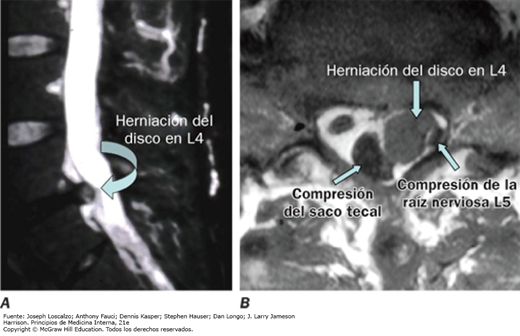 Herniación del
disco en L4
Herniación del disco en L4
Compresión
del saco tecal
Compresión de la
raíz nerviosa L5
A
B
Fuente: Joseph Loscalzo; Anthony Fauci; Dennis Kasper; Stephen Hauser; Dan Longo; J. Larry Jameson
Harrison. Principios de Medicina Interna, 21e
Copyright © McGraw Hill Education. Todos los derechos reservados.